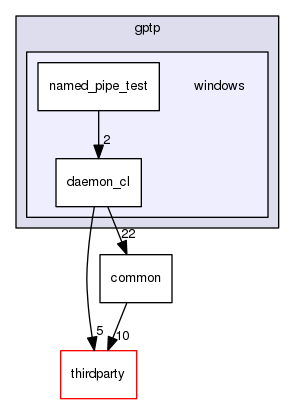 gptp
named_pipe_test
windows
2
daemon_cl
22
common
5
10
thirdparty